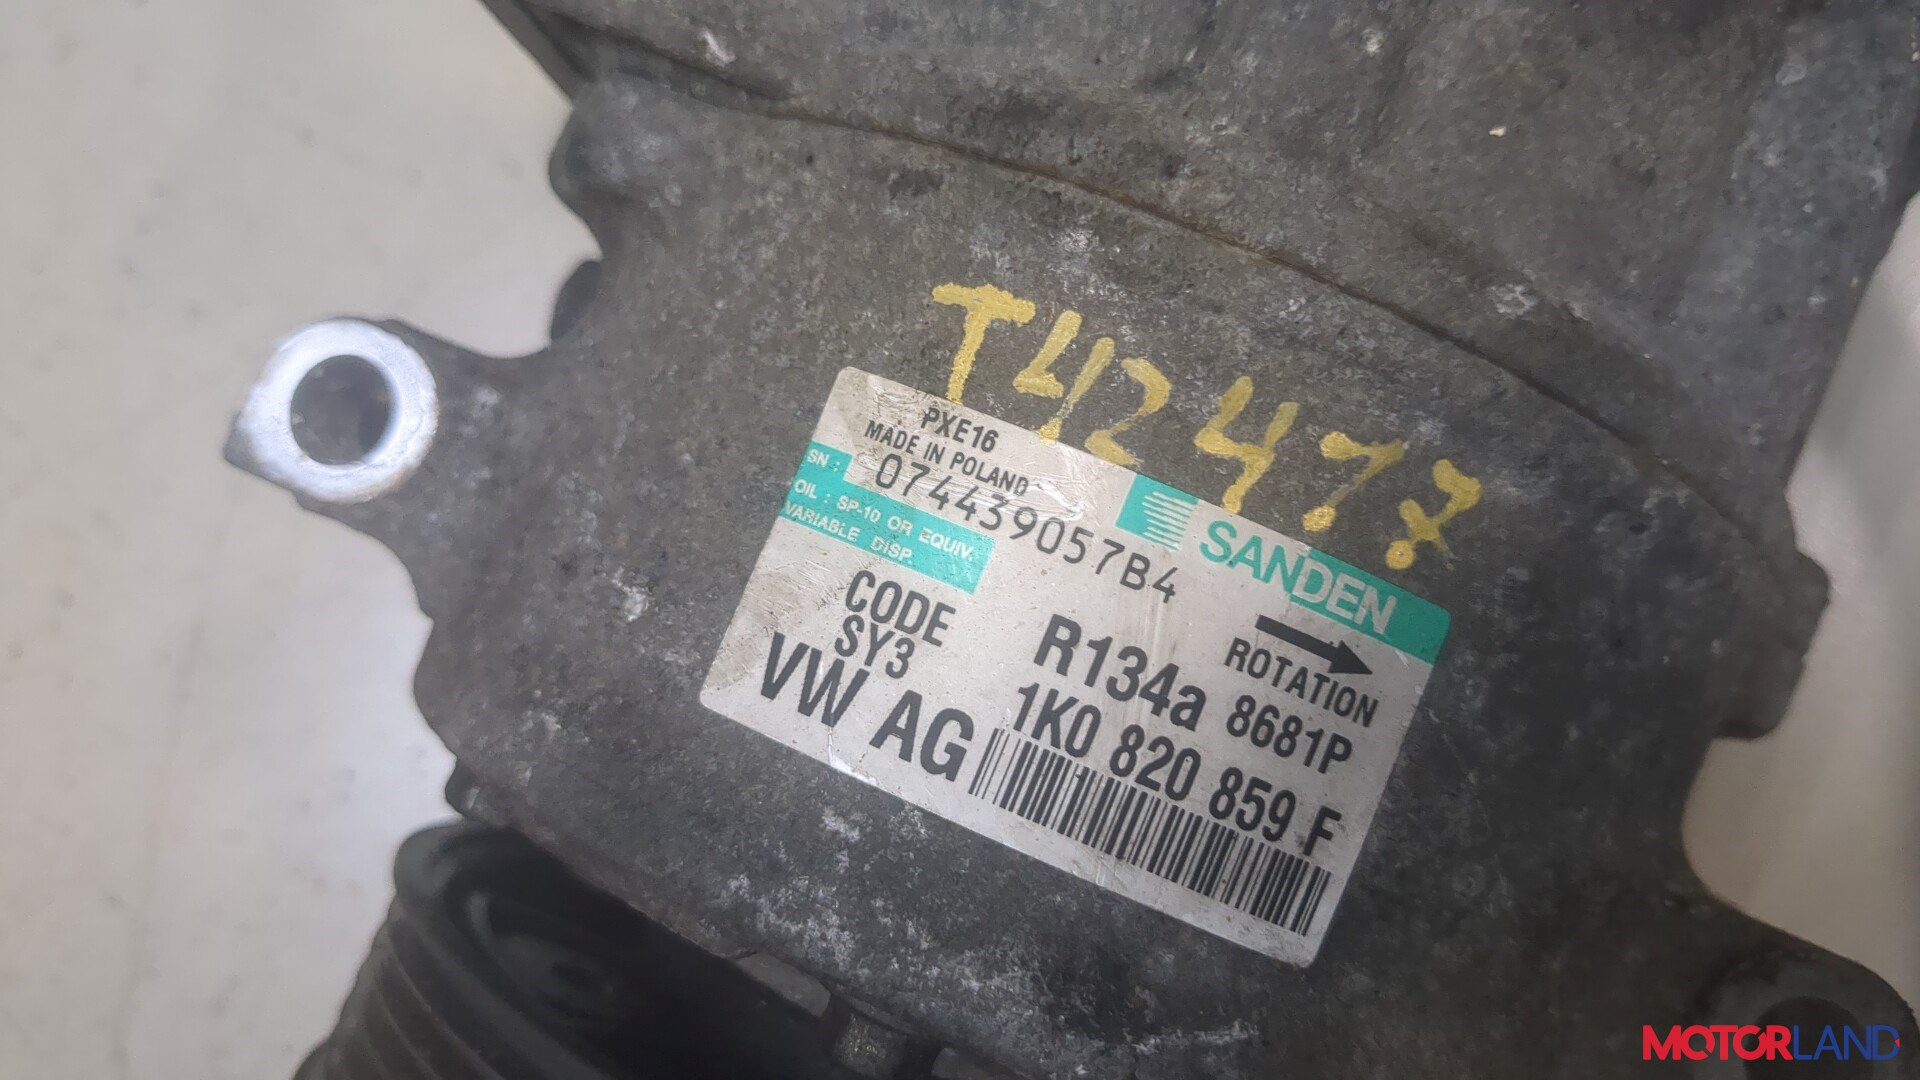 T42477
PXE16
MADE IN POLAND
SN: 074439057B4
OIL : SP-10 OR EQUIV.
VARIABLE DISP.
SANDEN
ROTATION
CODE
SY3
R134a 8681P
VW AG
1K0 820 859 F
MOTORLAND